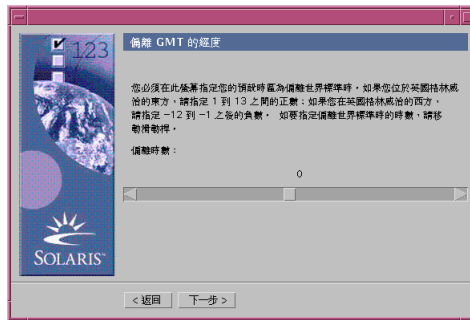 123
偏離 GMT 的經度
您必須在此螢幕指定您的預設時區為偏離世界標準時。如果您位於英國格林威
治的東方，請指定 1 到 13 之間的正數；如果您在英國格林威治的西方，
請指定 -12 到 -1 之後的負數。 如要指定偏離世界標準時的時數，請移
動滑動桿。
偏離時數：
0
SOLARIS™
< 返回
下一步 >